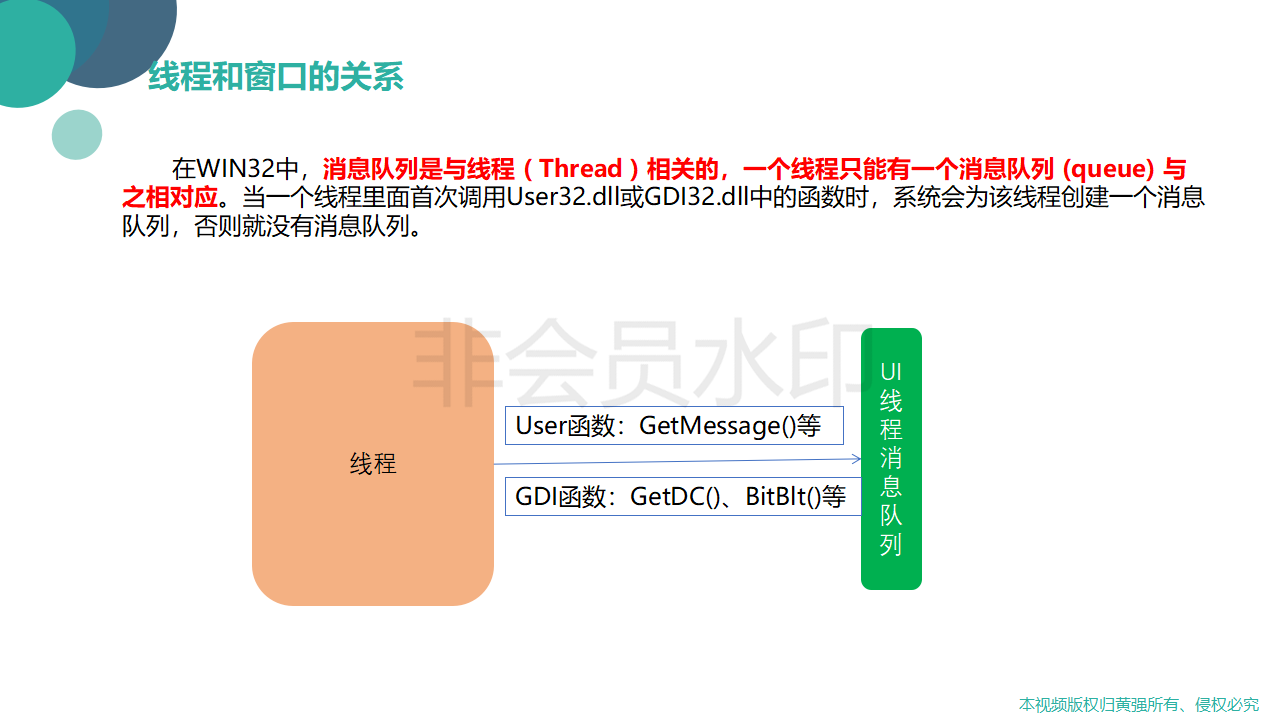 线程和窗口的关系
在WIN32中，消息队列是与线程（Thread）相关的，一个线程只能有一个消息队列 (queue) 与
之相对应。当一个线程里面首次调用User32.dll或GDI32.dll中的函数时，系统会为该线程创建一个消息
队列，否则就没有消息队列。
非会员水印
User函数：GetMessage()等
线程
GDI函数：GetDC()、BitBlt()等
UI
线
程
消
息
队
列
本视频版权归黄强所有、侵权必究